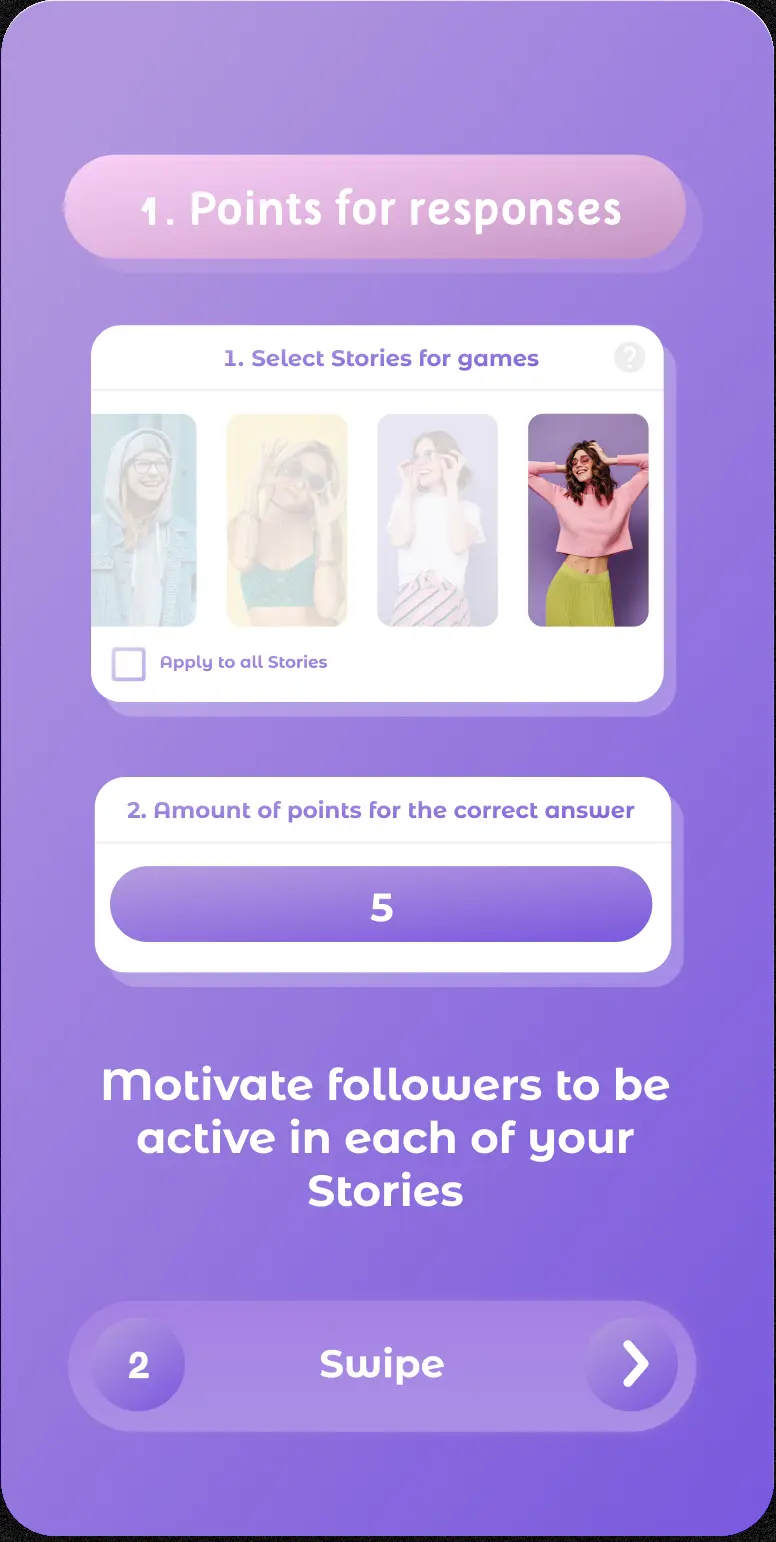 1. Points for responses
1. Select Stories for games
?
Apply to all Stories
2. Amount of points for the correct answer
5
Motivate followers to be
active in each of your
Stories
2
Swipe